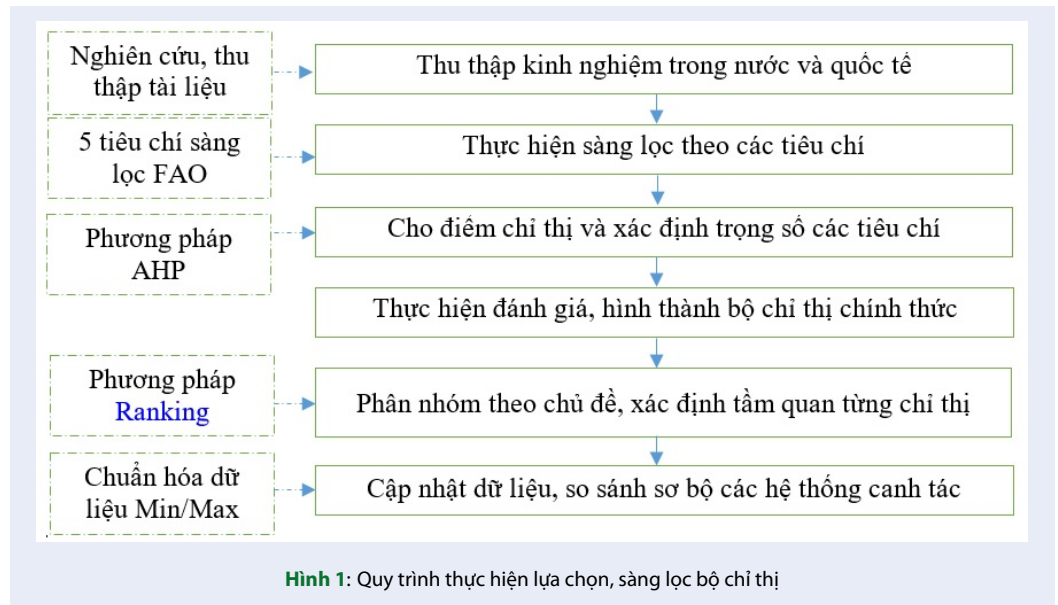 Nghiên cứu, thu
thập tài liệu
Thu thập kinh nghiệm trong nước và quốc tế
5 tiêu chí sàng
lọc FAO
Thực hiện sàng lọc theo các tiêu chí
Phương pháp
AHP
Cho điểm chỉ thị và xác định trọng số các tiêu chí
Thực hiện đánh giá, hình thành bộ chỉ thị chính thức
Phương pháp
Ranking
Phân nhóm theo chủ đề, xác định tầm quan từng chỉ thị
Chuẩn hóa dữ
liệu Min/Max
Cập nhật dữ liệu, so sánh sơ bộ các hệ thống canh tác
Hình 1: Quy trình thực hiện lựa chọn, sàng lọc bộ chỉ thị